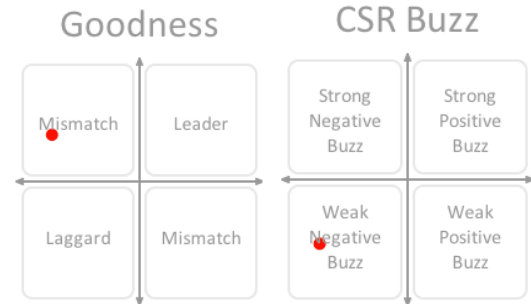 Goodness
CSR Buzz
Mismatch
Leader
Laggard
Mismatch
Strong
Negative
Buzz
Strong
Positive
Buzz
Weak
Negative
Buzz
Weak
Positive
Buzz